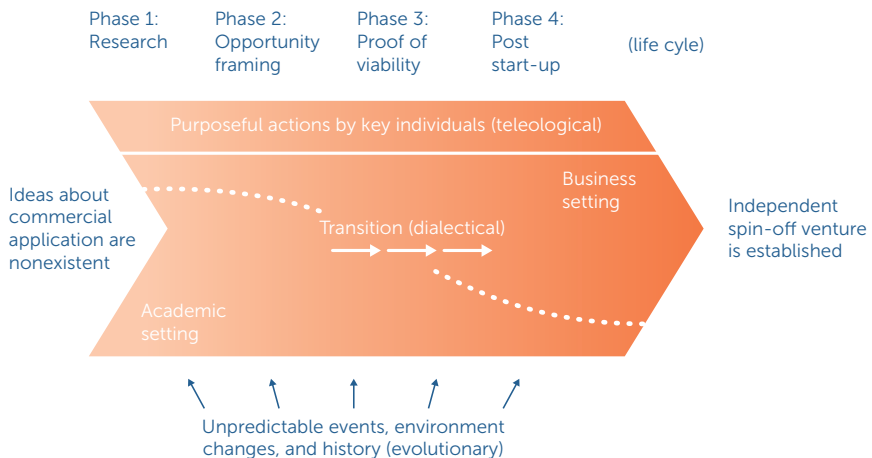 Phase 1:
Research
Phase 2:
Opportunity
framing
Phase 3:
Proof of
viability
Phase 4:
Post
start-up
(life cyle)
Purposeful actions by key individuals (teleological)
Ideas about
commercial
application are
nonexistent
Business
setting
Transition (dialectical)
Independent
spin-off venture
is established
Academic
setting
Unpredictable events, environment
changes, and history (evolutionary)